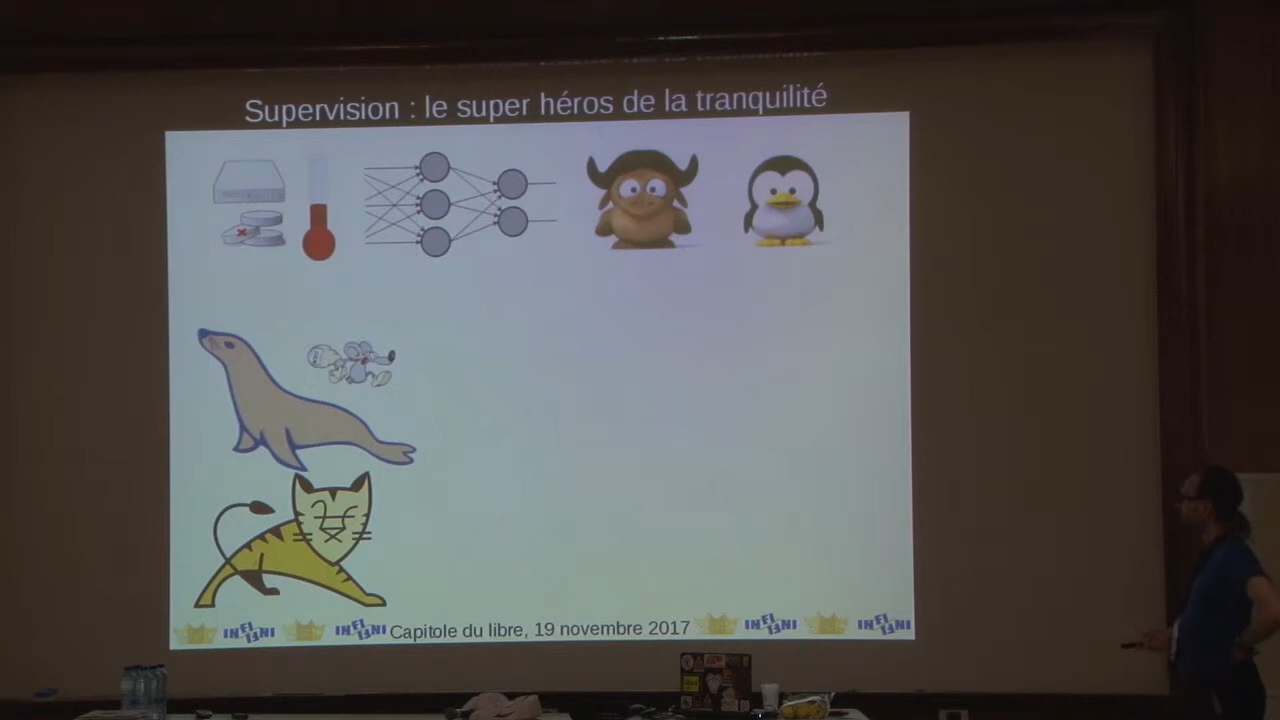 Supervision : le super héros de la tranquilité
INFINI INFINI Capitole du libre, 19 novembre 2017 INFINI INFINI